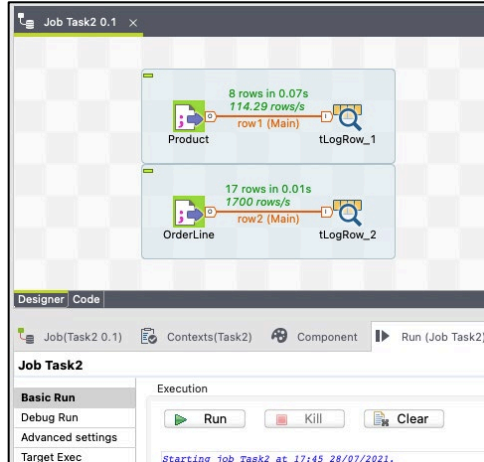 Job Task2 0.1
8 rows in 0.07s
114.29 rows/s
row1 (Main)
Product
tLogRow_1
17 rows in 0.01s
1700 rows/s
row2 (Main)
OrderLine
tLogRow_2
Designer Code
Job(Task2 0.1) Contexts(Task2) Component Run (Job Task2)
Job Task2
Basic Run
Debug Run
Advanced settings
Target Exec
Execution
Run Kill Clear
Starting job Task2 at 17:45 28/07/2021.